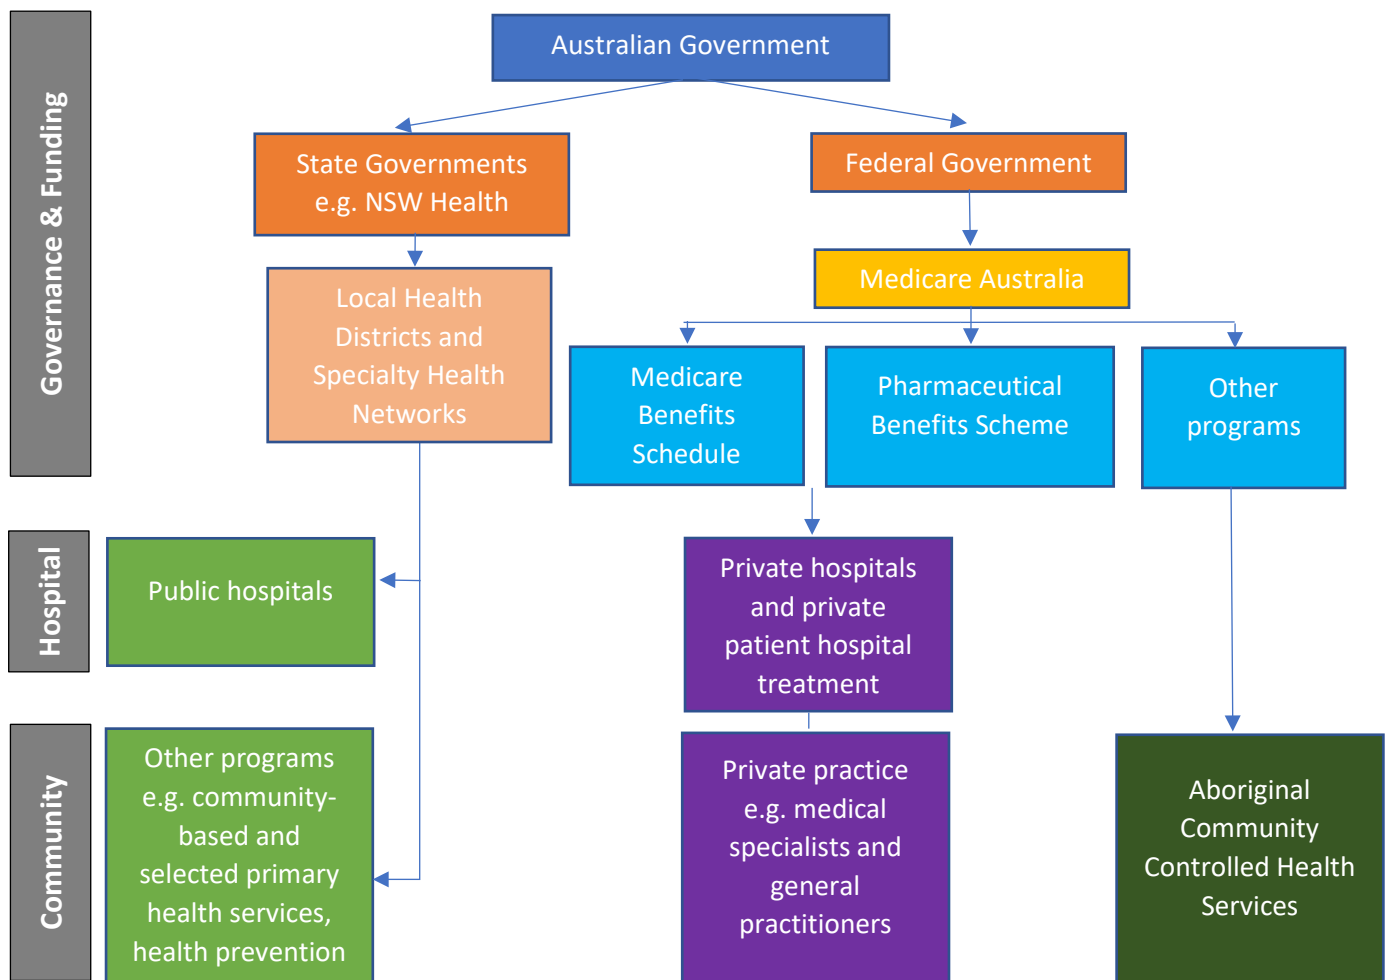 Governance & Funding
Australian Government
State Governments
e.g. NSW Health
Federal Government
Local Health
Districts and
Specialty Health
Networks
Medicare Australia
Medicare
Benefits
Schedule
Pharmaceutical
Benefits Scheme
Other
programs
Hospital
Public hospitals
Private hospitals
and private
patient hospital
treatment
Community
Other programs
e.g. community-
based and
selected primary
health services,
health prevention
Private practice
e.g. medical
specialists and
general
practitioners
Aboriginal
Community
Controlled Health
Services